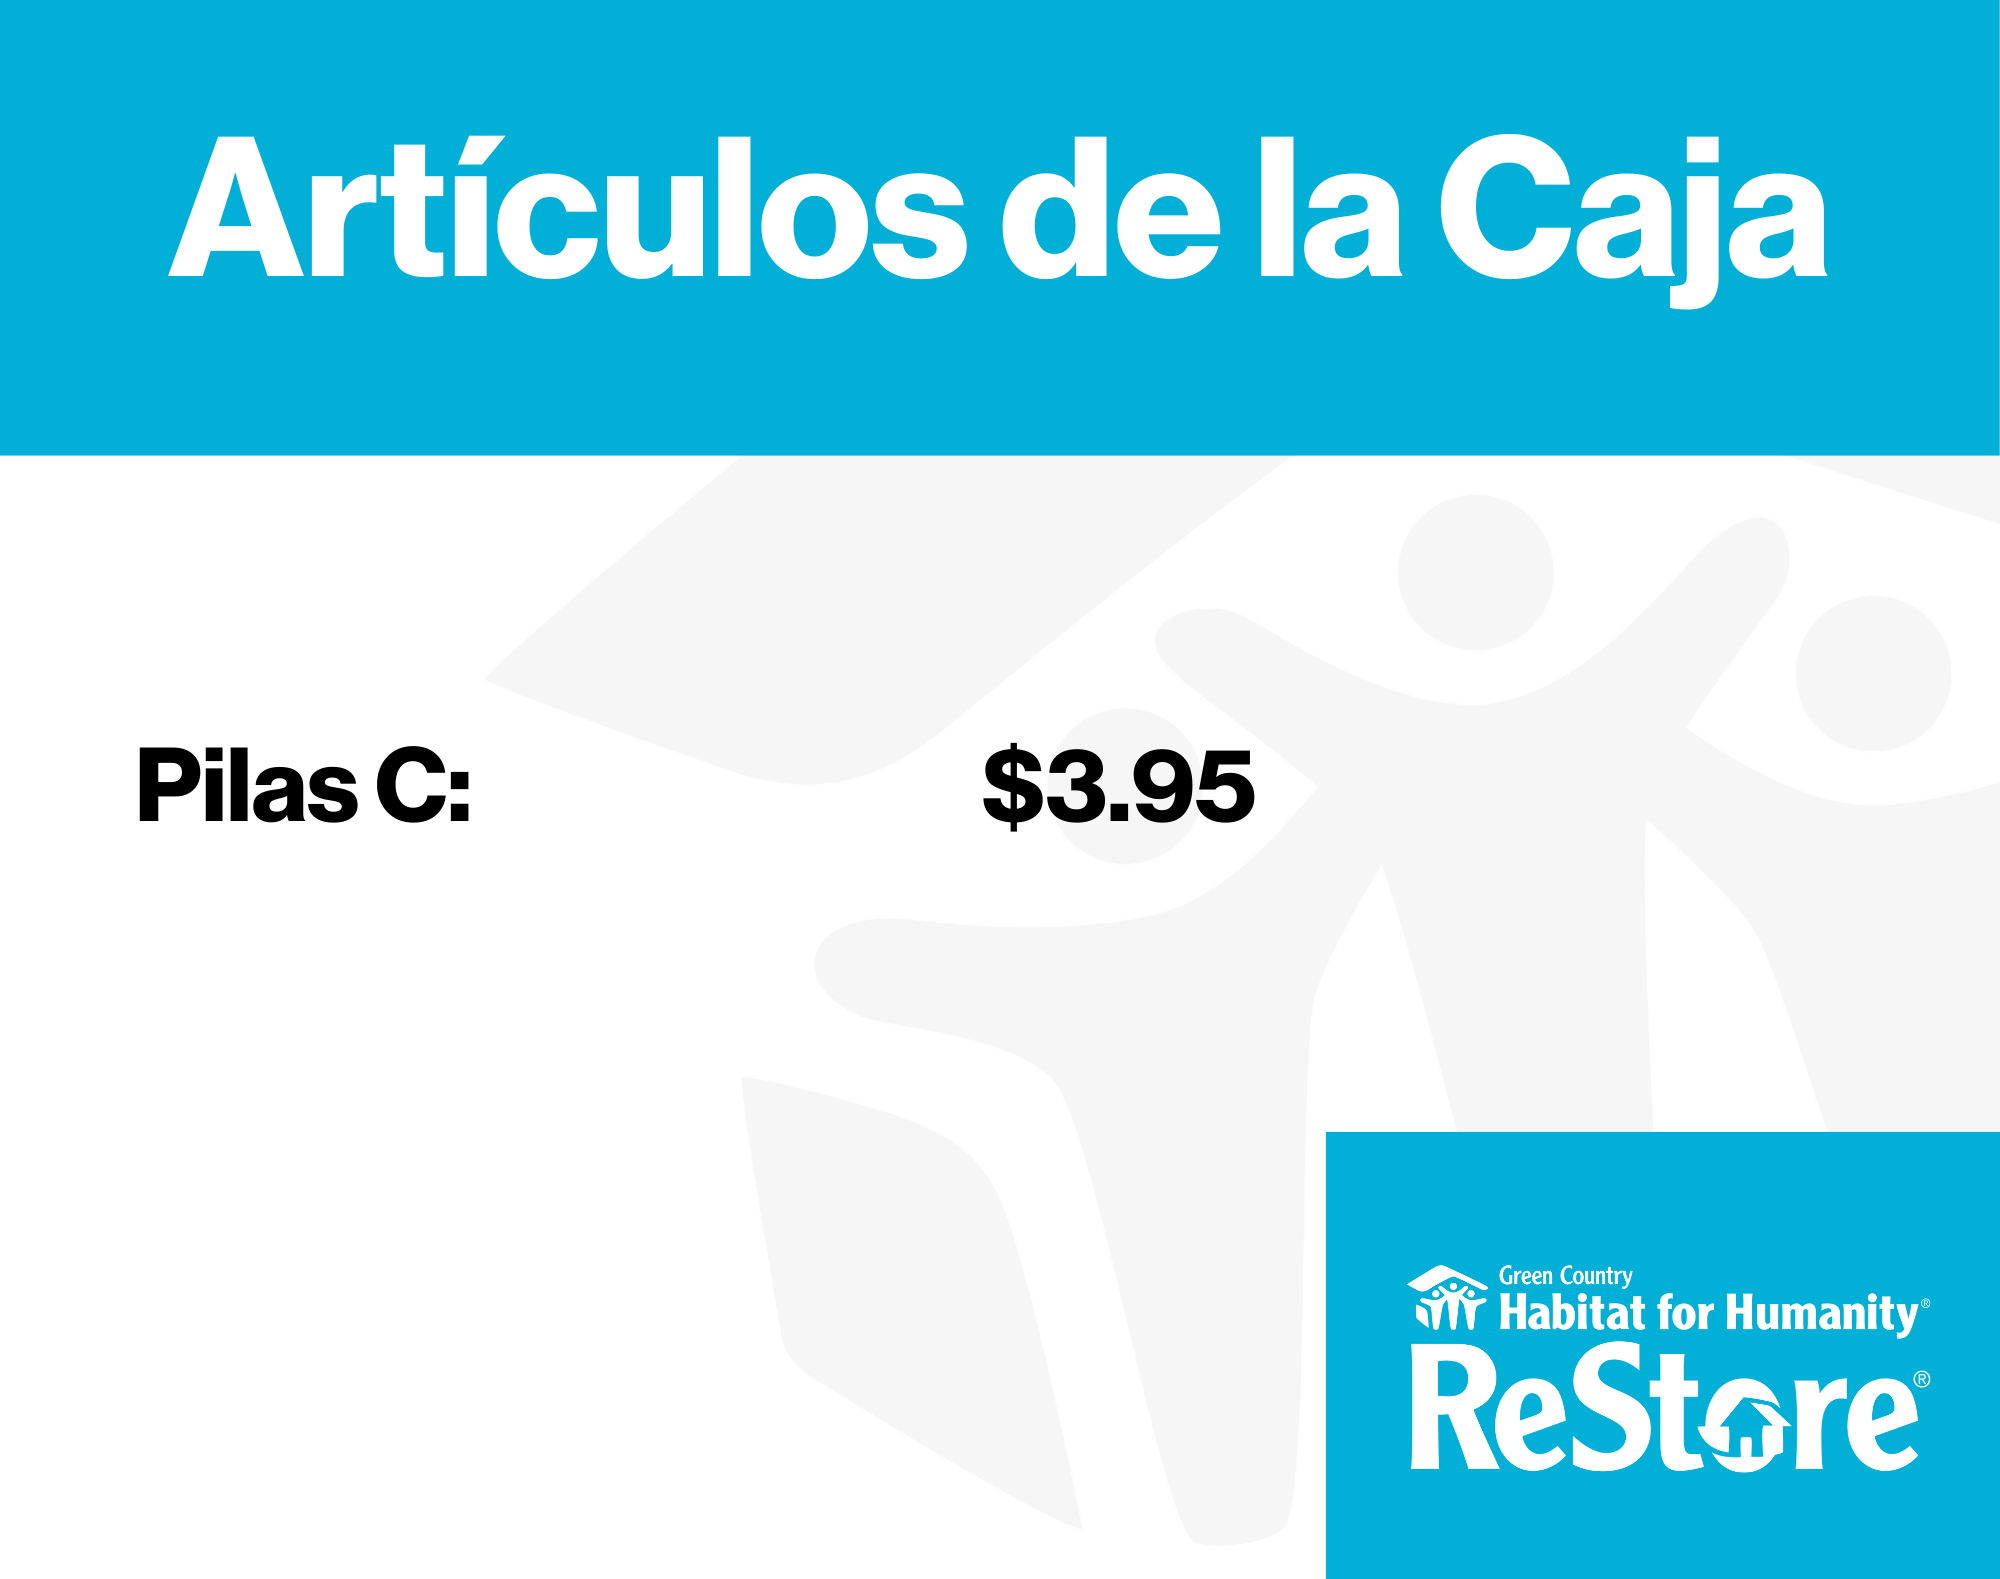 Artículos de la Caja
Pilas C: $3.95
Green Country
Habitat for Humanity®
ReStore®